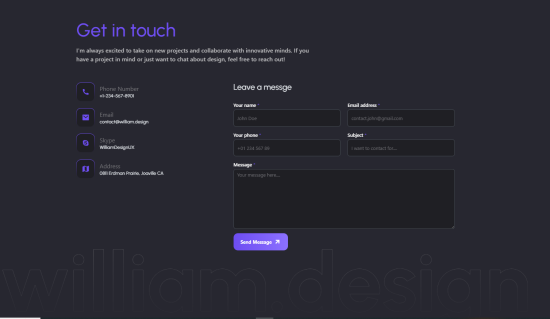 Get in touch
I'm always excited to take on new projects and collaborate with innovative minds. If you
have a project in mind or just want to chat about design, feel free to reach out!
Phone Number
+1-234-567-8901
Email
contact@william.design
Skype
WilliamDesignUX
Address
0811 Erdman Prairie, Joaville CA
Leave a messge
Your name *
Email address *
John Doe
contact.john@gmail.com
Your phone *
Subject *
+01 234 567 89
I want to contact for...
Message *
Your message here...
Send Message
william design